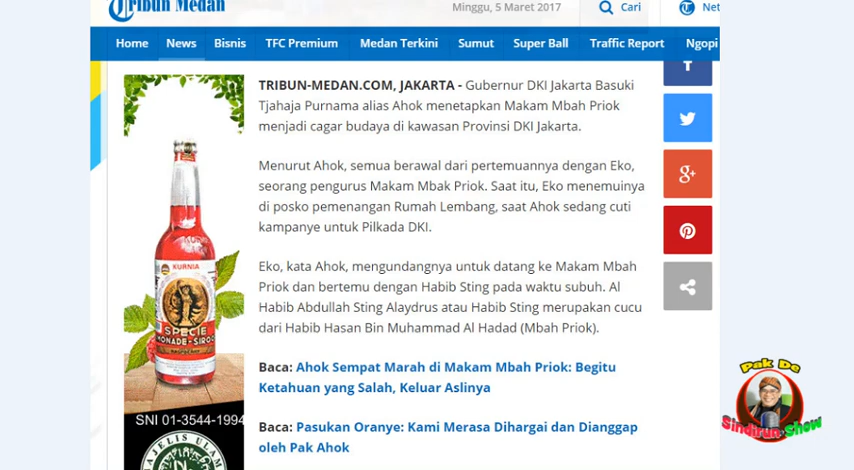 Tribun Medan
Minggu, 5 Maret 2017
Cari
Net
Home News Bisnis TFC Premium Medan Terkini Sumut Super Ball Traffic Report Ngopi
TRIBUN-MEDAN.COM, JAKARTA - Gubernur DKI Jakarta Basuki
Tjahaja Purnama alias Ahok menetapkan Makam Mbah Priok
menjadi cagar budaya di kawasan Provinsi DKI Jakarta.
Menurut Ahok, semua berawal dari pertemuannya dengan Eko,
seorang pengurus Makam Mbak Priok. Saat itu, Eko menemuinya
di posko pemenangan Rumah Lembang, saat Ahok sedang cuti
kampanye untuk Pilkada DKI.
Eko, kata Ahok, mengundangnya untuk datang ke Makam Mbah
Priok dan bertemu dengan Habib Sting pada waktu subuh. Al
Habib Abdullah Sting Alaydrus atau Habib Sting merupakan cucu
dari Habib Hasan Bin Muhammad Al Hadad (Mbah Priok).
Baca: Ahok Sempat Marah di Makam Mbah Priok: Begitu
Ketahuan yang Salah, Keluar Aslinya
Baca: Pasukan Oranye: Kami Merasa Dihargai dan Dianggap
oleh Pak Ahok
KURNIA
SPECIE
MONADE-SIROO
RASPBERRY
SNI 01-3544-1994
AJELIS ULAM
f
g+
Pak De
Sindirun Show